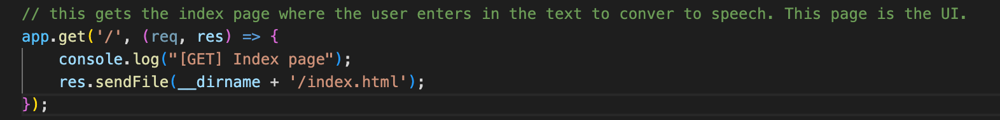 // this gets the index page where the user enters in the text to conver to speech. This page is the UI.
app.get('/', (req, res) => {
    console.log("[GET] Index page");
    res.sendFile(__dirname + '/index.html');
});